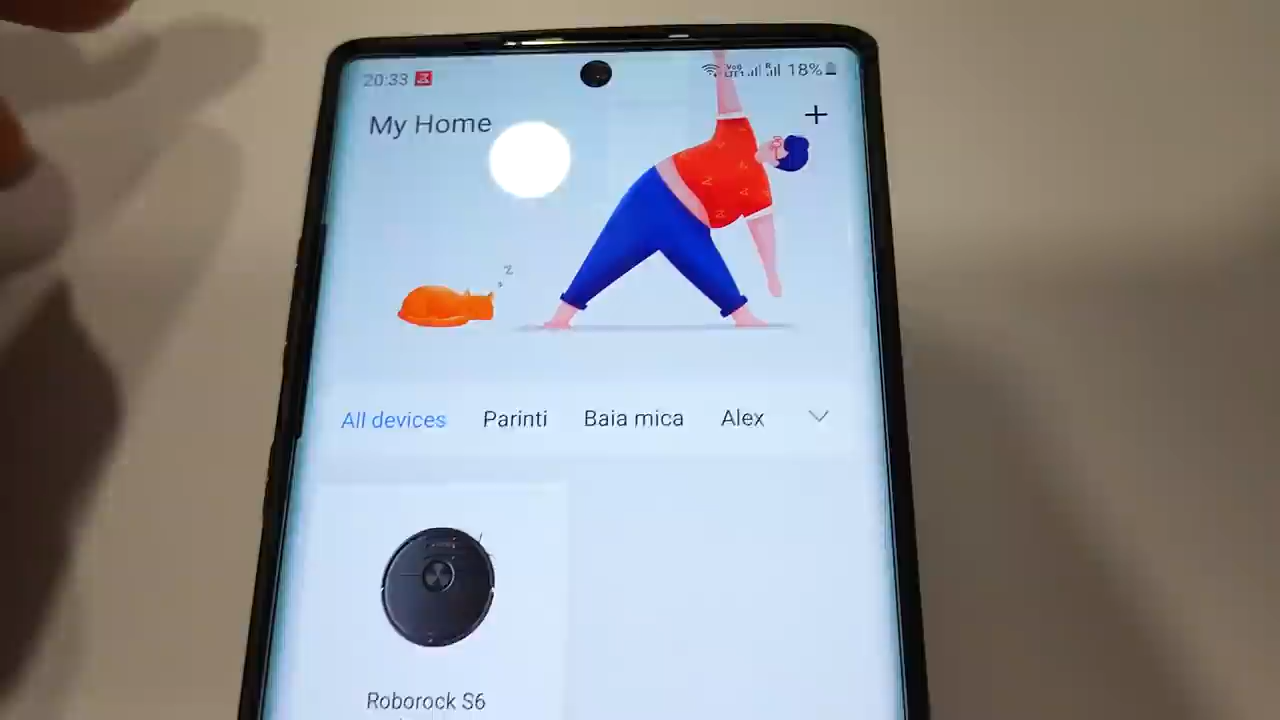 20:33 18%
My Home +
z
z
All devices Parinti Baia mica Alex
Roborock S6